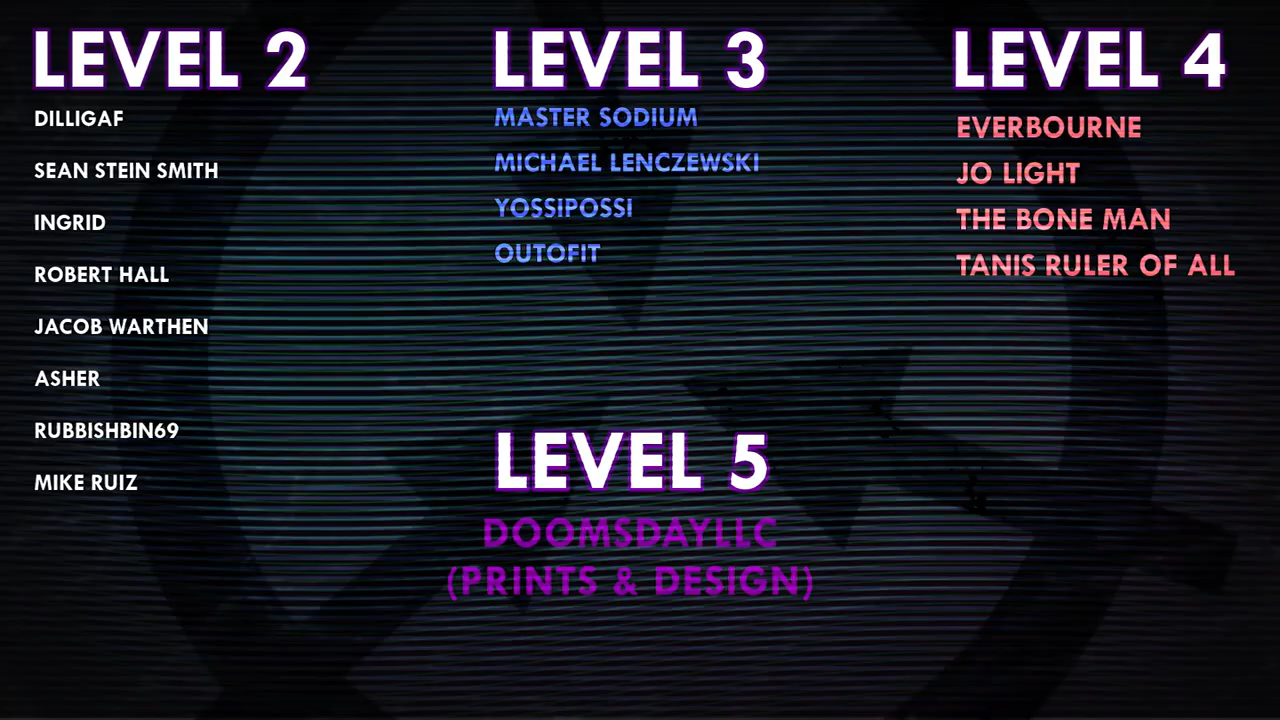 LEVEL 2
DILLIGAF
SEAN STEIN SMITH
INGRID
ROBERT HALL
JACOB WARTHEN
ASHER
RUBBISHBIN69
MIKE RUIZ
LEVEL 3
MASTER SODIUM
MICHAEL LENCZEWSKI
YOSSIPOSSI
OUTOFIT
LEVEL 4
EVERBOURNE
JO LIGHT
THE BONE MAN
TANIS RULER OF ALL
LEVEL 5
DOOMSDAYLLC
(PRINTS & DESIGN)